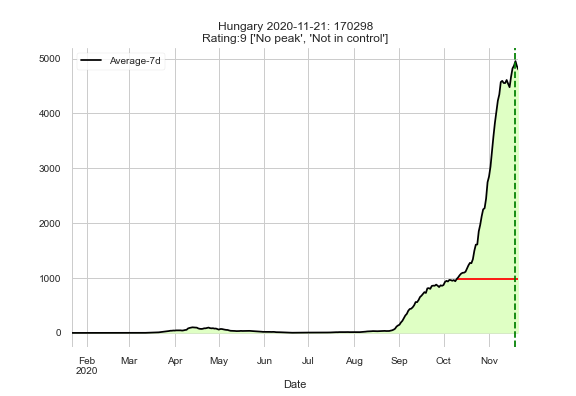 Hungary 2020-11-21: 170298
Rating:9 ['No peak', 'Not in control']
Average-7d
5000
4000
3000
2000
1000
0
Feb Mar Apr May Jun Jul Aug Sep Oct Nov
2020
Date